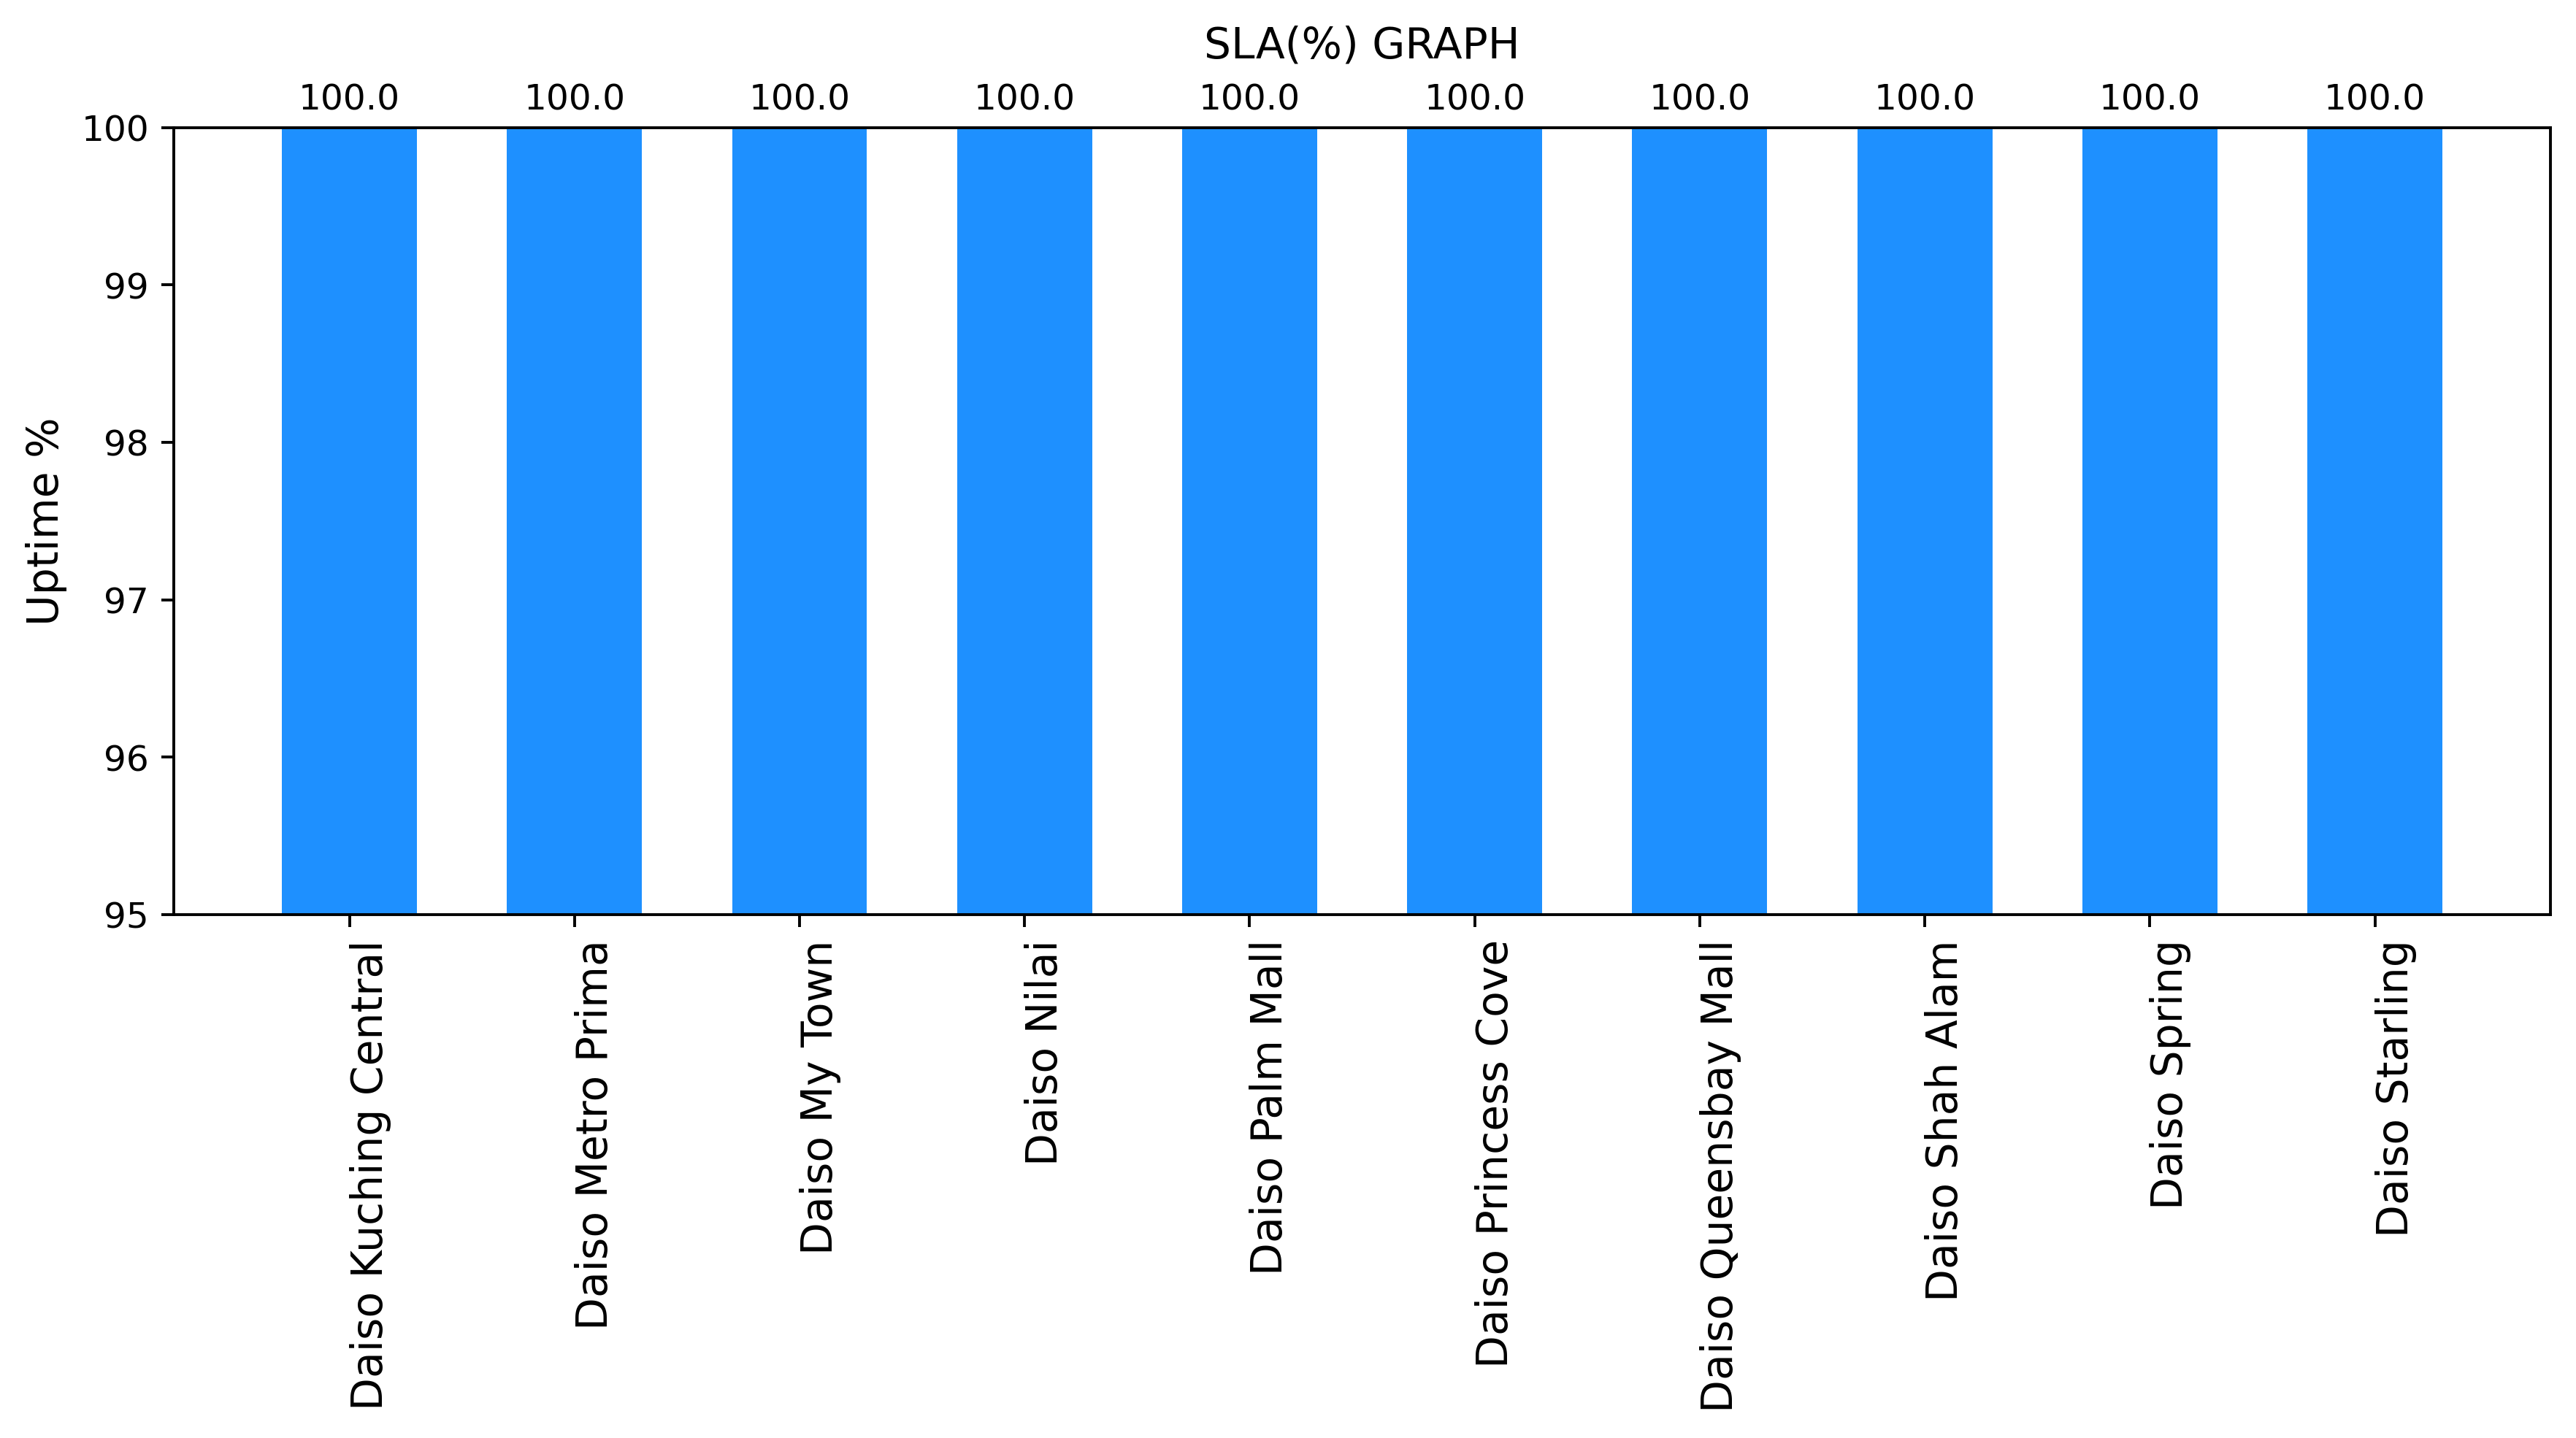 SLA(%) GRAPH
100.0 100.0 100.0 100.0 100.0 100.0 100.0 100.0 100.0 100.0
100
99
98
97
96
95
Uptime %
Daiso Kuching Central
Daiso Metro Prima
Daiso My Town
Daiso Nilai
Daiso Palm Mall
Daiso Princess Cove
Daiso Queensbay Mall
Daiso Shah Alam
Daiso Spring
Daiso Starling